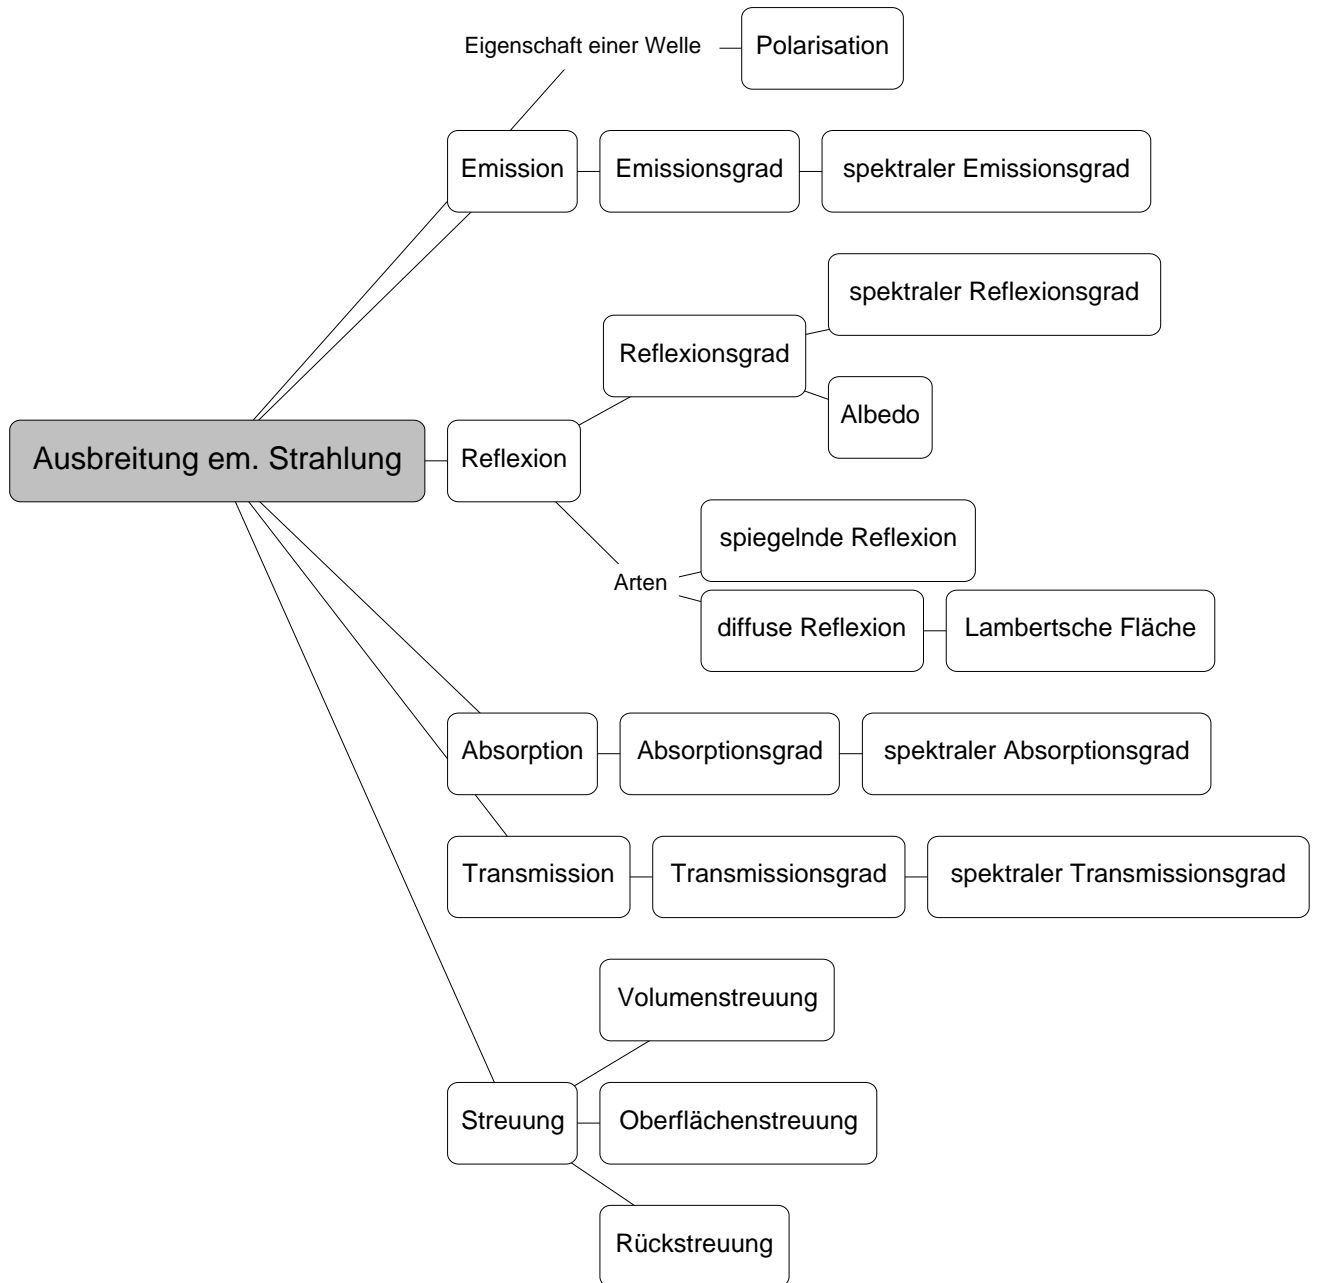 Eigenschaft einer Welle
Polarisation
Emission
Emissionsgrad
spektraler Emissionsgrad
spektraler Reflexionsgrad
Reflexionsgrad
Albedo
Ausbreitung em. Strahlung
Reflexion
spiegelnde Reflexion
Arten
diffuse Reflexion
Lambertsche Fläche
Absorption
Absorptionsgrad
spektraler Absorptionsgrad
Transmission
Transmissionsgrad
spektraler Transmissionsgrad
Volumenstreuung
Streuung
Oberflächenstreuung
Rückstreuung